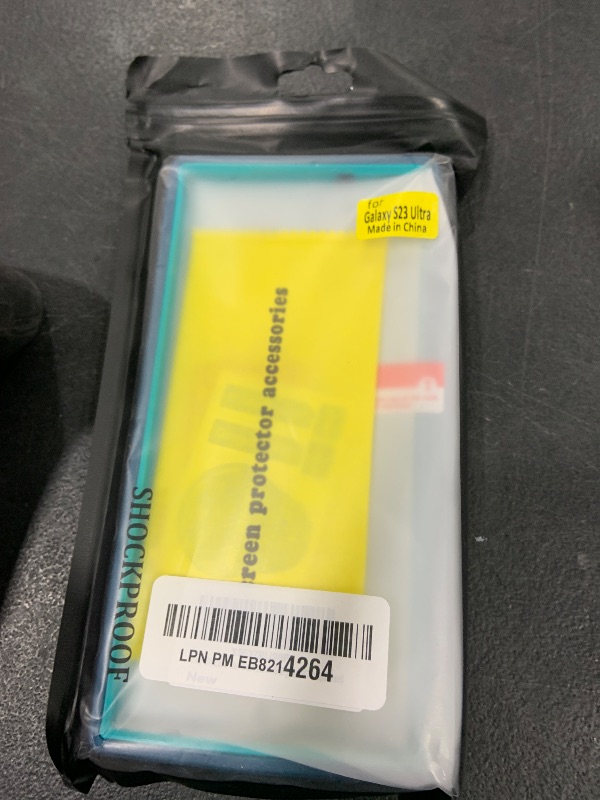 for
Galaxy S23 Ultra
Made in China
reen protector accessories
SHOCKPROOF
LPN PM EB8214264
New